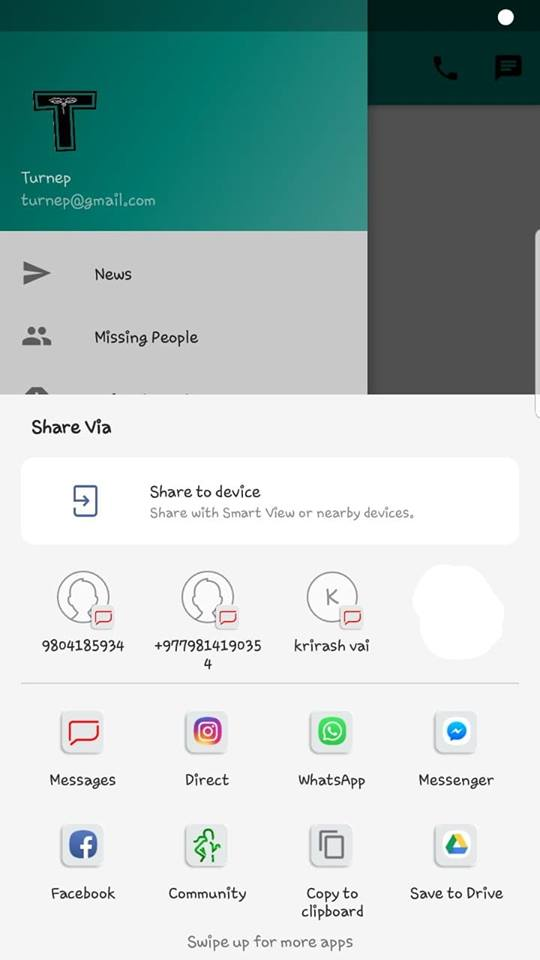 T
Turnep
turnep@gmail.com
News
Missing People
Share Via
Share to device
Share with Smart View or nearby devices.
9804185934
+977981419035
4
K
krirash vai
Messages
Direct
WhatsApp
Messenger
Facebook
Community
Copy to
clipboard
Save to Drive
Swipe up for more apps